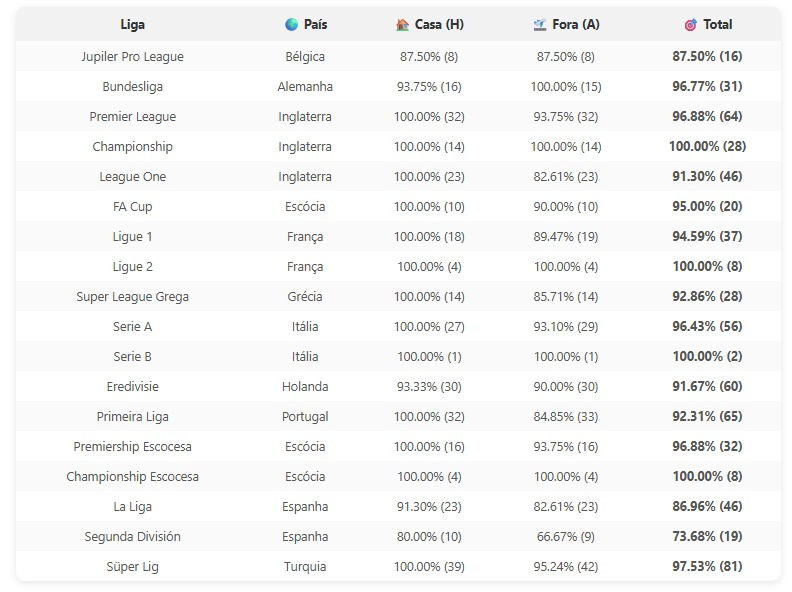 Liga País Casa (H) Fora (A) Total
Jupiler Pro League Bélgica 87.50% (8) 87.50% (8) 87.50% (16)
Bundesliga Alemanha 93.75% (16) 100.00% (15) 96.77% (31)
Premier League Inglaterra 100.00% (32) 93.75% (32) 96.88% (64)
Championship Inglaterra 100.00% (14) 100.00% (14) 100.00% (28)
League One Inglaterra 100.00% (23) 82.61% (23) 91.30% (46)
FA Cup Escócia 100.00% (10) 90.00% (10) 95.00% (20)
Ligue 1 França 100.00% (18) 89.47% (19) 94.59% (37)
Ligue 2 França 100.00% (4) 100.00% (4) 100.00% (8)
Super League Grega Grécia 100.00% (14) 85.71% (14) 92.86% (28)
Serie A Itália 100.00% (27) 93.10% (29) 96.43% (56)
Serie B Itália 100.00% (1) 100.00% (1) 100.00% (2)
Eredivisie Holanda 93.33% (30) 90.00% (30) 91.67% (60)
Primeira Liga Portugal 100.00% (32) 84.85% (33) 92.31% (65)
Premiership Escocesa Escócia 100.00% (16) 93.75% (16) 96.88% (32)
Championship Escocesa Escócia 100.00% (4) 100.00% (4) 100.00% (8)
La Liga Espanha 91.30% (23) 82.61% (23) 86.96% (46)
Segunda División Espanha 80.00% (10) 66.67% (9) 73.68% (19)
Süper Lig Turquia 100.00% (39) 95.24% (42) 97.53% (81)